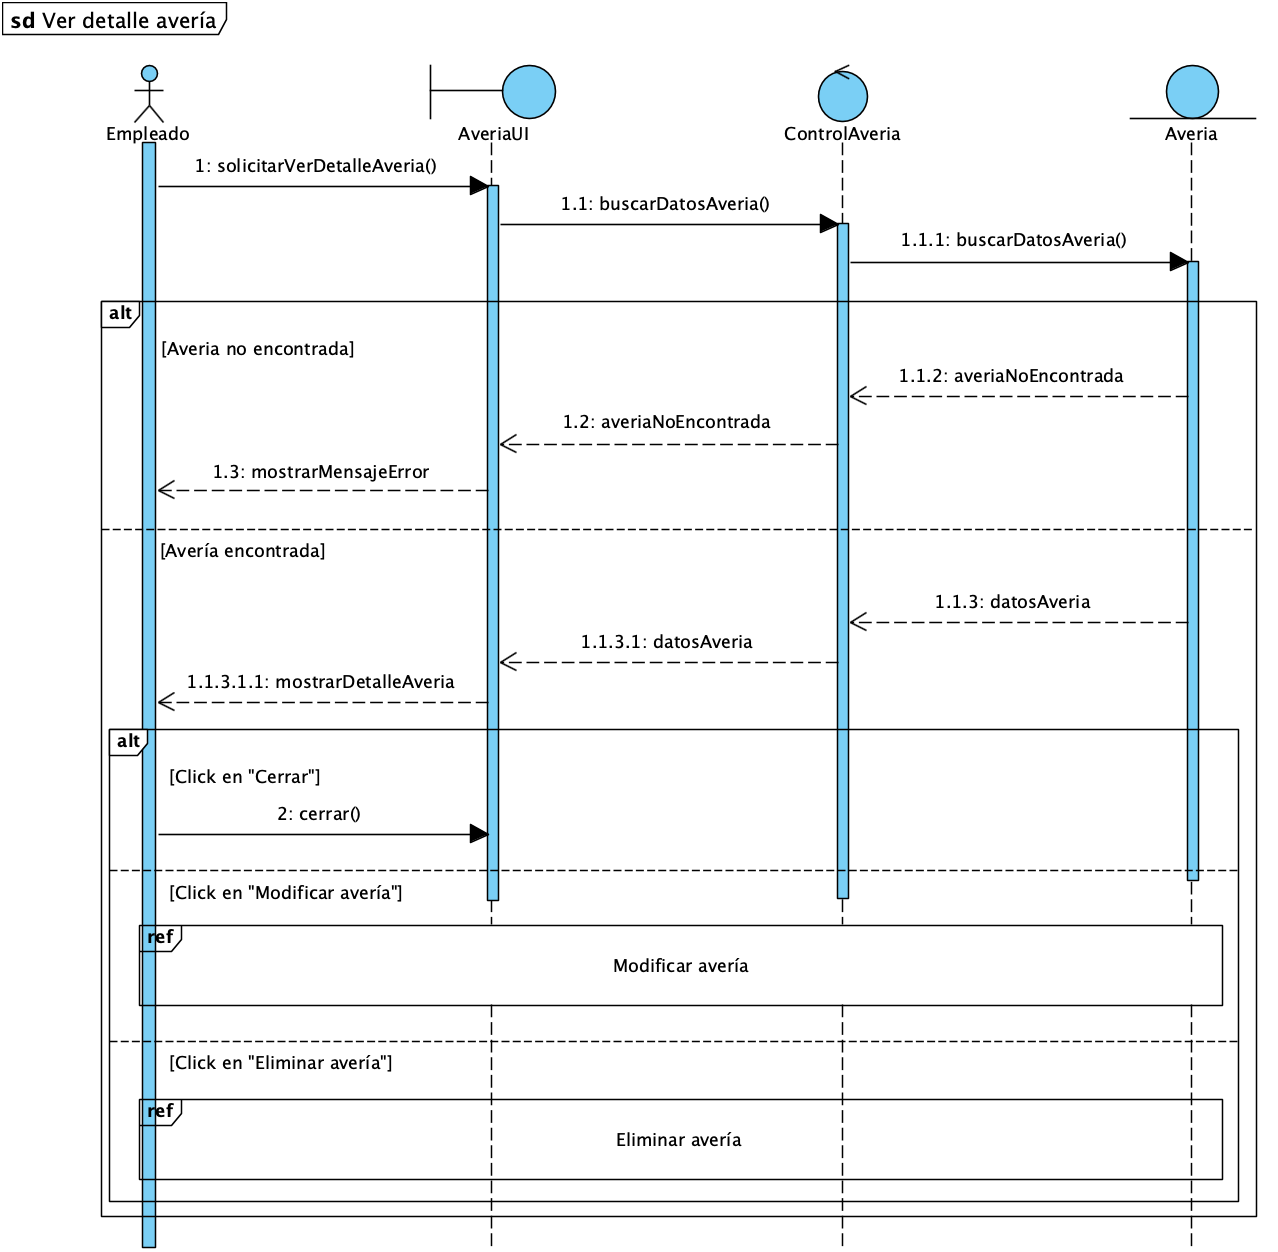 sd Ver detalle avería
Empleado
AveriaUI
ControlAveria
Averia
1: solicitarVerDetalleAveria()
1.1: buscarDatosAveria()
1.1.1: buscarDatosAveria()
alt
[Averia no encontrada]
1.1.2: averiaNoEncontrada
1.2: averiaNoEncontrada
1.3: mostrarMensajeError
[Avería encontrada]
1.1.3: datosAveria
1.1.3.1: datosAveria
1.1.3.1.1: mostrarDetalleAveria
alt
[Click en "Cerrar"]
2: cerrar()
[Click en "Modificar avería"]
ref
Modificar avería
[Click en "Eliminar avería"]
ref
Eliminar avería